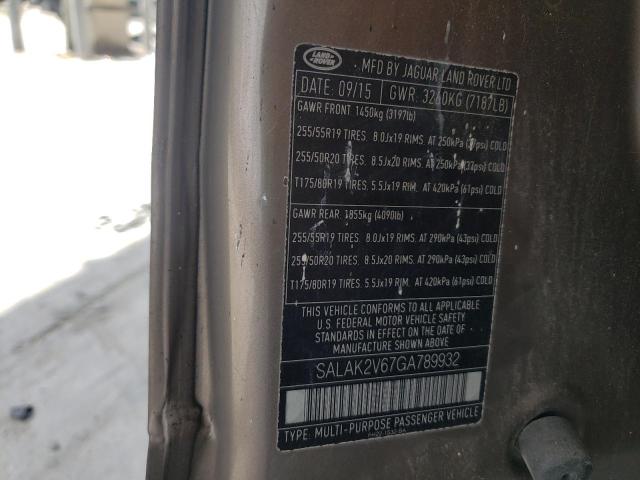 LAND
ROVER
MFD BY JAGUAR LAND ROVER LTD
DATE: 09/15 GWR: 3260KG (7187LB)
GAWR FRONT 1450kg (3197lb)
255/55R19 TIRES. 8.0Jx19 RIMS. AT 250kPa (37psi) COLD
255/50R20 TIRES. 8.5Jx20 RIMS. AT 250kPa (37psi) COLD
T175/80R19 TIRES. 5.5Jx19 RIM. AT 420kPa (61psi) COLD
GAWR REAR. 1855kg (4090lb)
255/55R19 TIRES. 8.0Jx19 RIMS. AT 290kPa (43psi) COLD
255/50R20 TIRES. 8.5Jx20 RIMS. AT 290kPa (43psi) COLD
T175/80R19 TIRES. 5.5Jx19 RIM. AT 420kPa (61psi) COLD
THIS VEHICLE CONFORMS TO ALL APPLICABLE
U.S. FEDERAL MOTOR VEHICLE SAFETY
STANDARDS IN EFFECT ON THE DATE OF
MANUFACTURE SHOWN ABOVE.
SALAK2V67GA789932
TYPE: MULTI-PURPOSE PASSENGER VEHICLE